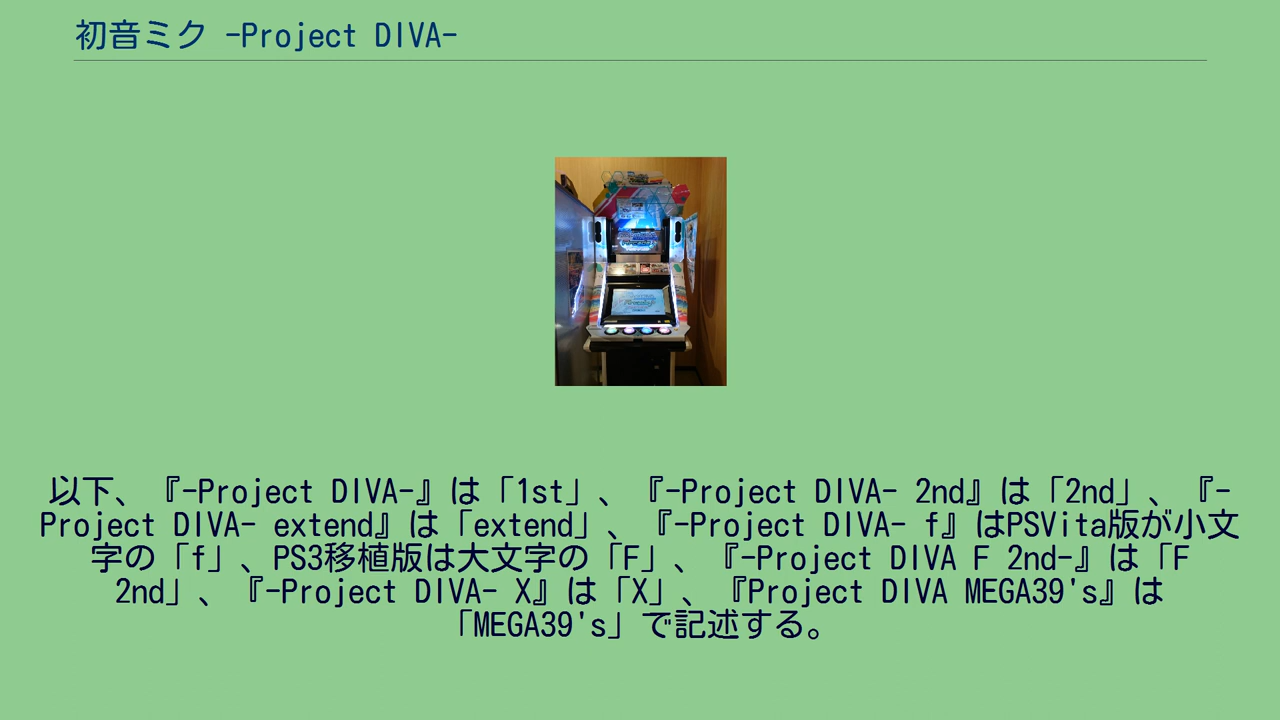 初音ミク -Project DIVA-
以下、『-Project DIVA-』は「1st」、『-Project DIVA- 2nd』は「2nd」、『-
Project DIVA- extend』は「extend」、『-Project DIVA- f』はPSVita版が小文
字の「f」、PS3移植版は大文字の「F」、『-Project DIVA F 2nd-』は「F
2nd」、『-Project DIVA- X』は「X」、『Project DIVA MEGA39's』は
「MEGA39's」で記述する。